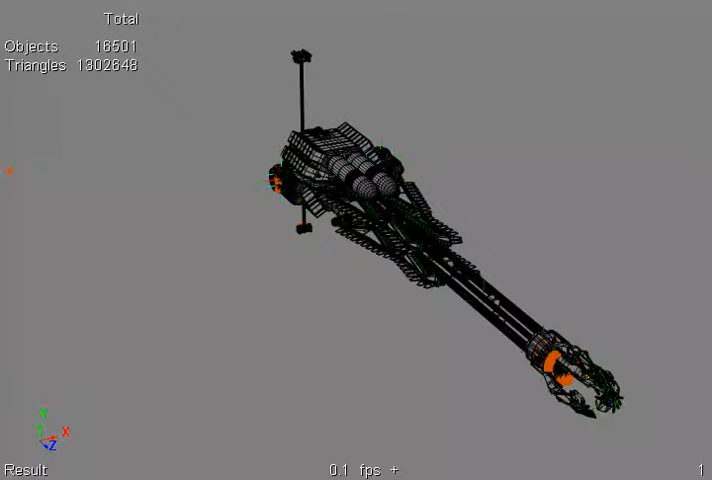 Total
Objects 16501
Triangles 1302648
Y
X
Z
Result 0.1 fps + 1